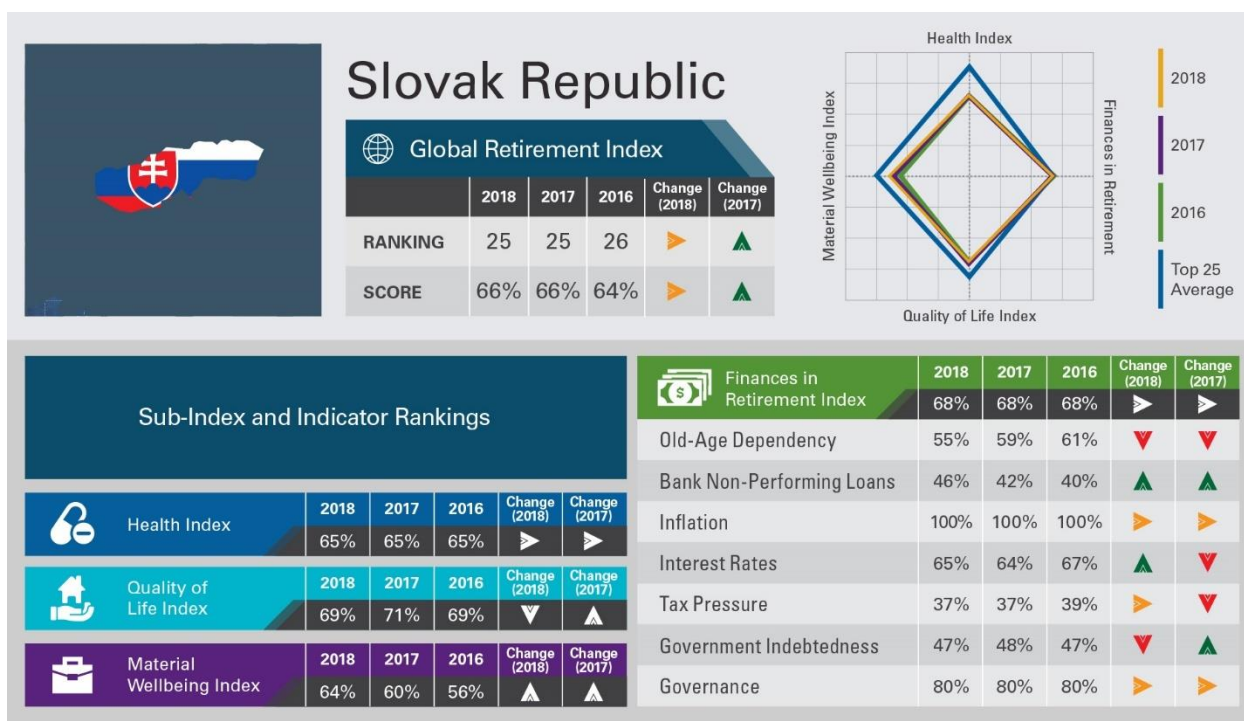 Slovak Republic
Global Retirement Index
2018 2017 2016 Change (2018) Change (2017)
RANKING 25 25 26
SCORE 66% 66% 64%
Health Index
Material Wellbeing Index
Finances in Retirement
Quality of Life Index
2018
2017
2016
Top 25
Average
Sub-Index and Indicator Rankings
Health Index
2018 2017 2016 Change (2018) Change (2017)
65% 65% 65%
Quality of
Life Index
2018 2017 2016 Change (2018) Change (2017)
69% 71% 69%
Material
Wellbeing Index
2018 2017 2016 Change (2018) Change (2017)
64% 60% 56%
Finances in
Retirement Index
2018 2017 2016 Change (2018) Change (2017)
68% 68% 68%
Old-Age Dependency 55% 59% 61%
Bank Non-Performing Loans 46% 42% 40%
Inflation 100% 100% 100%
Interest Rates 65% 64% 67%
Tax Pressure 37% 37% 39%
Government Indebtedness 47% 48% 47%
Governance 80% 80% 80%